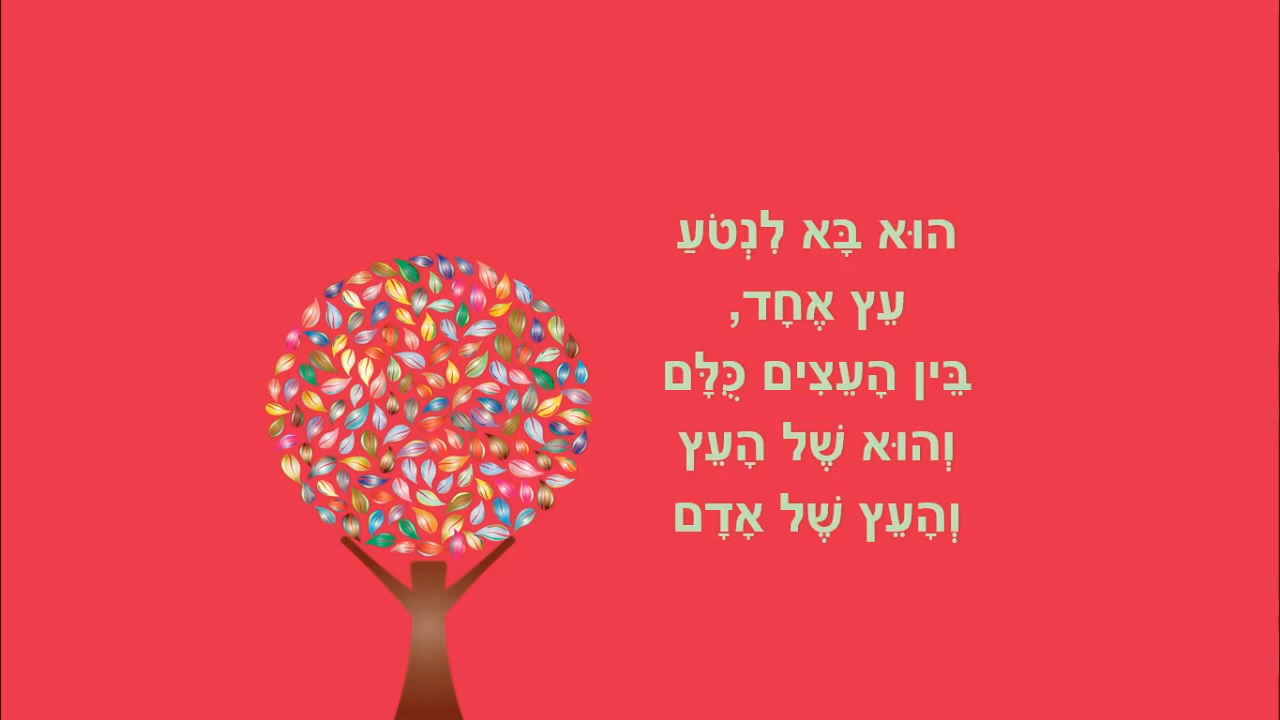 הוּא בָּא לִנְטֹעַ
עֵץ אֶחָד,
בֵּין הָעֵצִים כֻּלָּם
וְהוּא שֶׁל הָעֵץ
וְהָעֵץ שֶׁל אָדָם